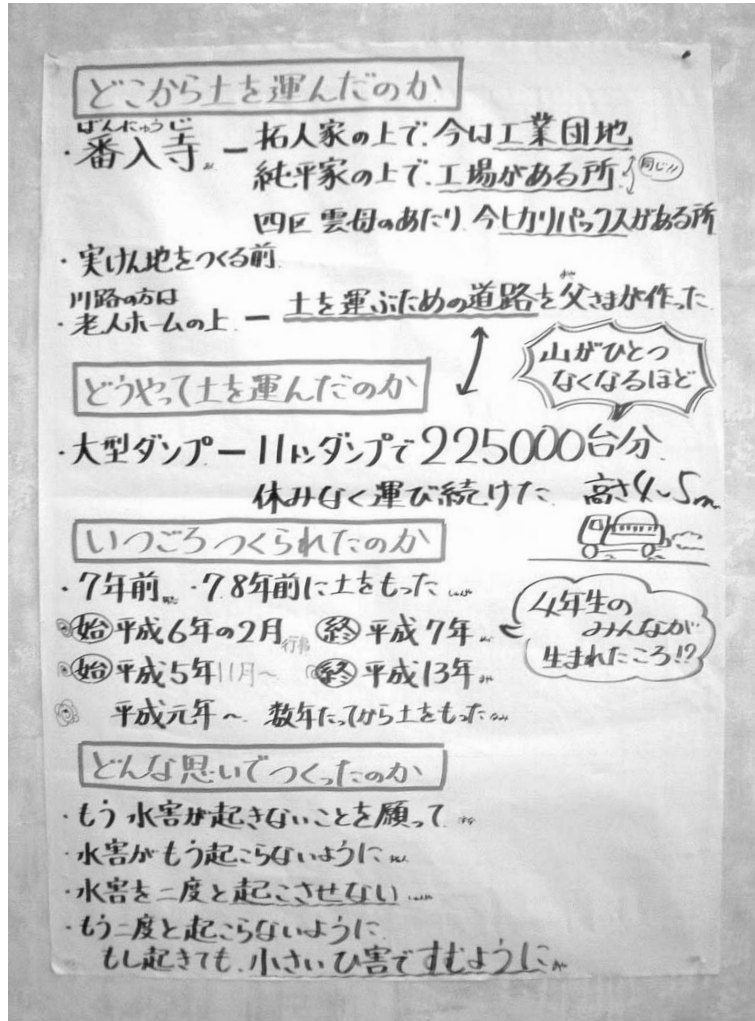 どこから土を運んだのか
ばんにゅうじ
・番入寺 ー 拓人家の上で、今は工業団地
純平家の上で、工場がある所 同じ!!
四区 雲母のあたり 今ヒカリパックスがある所
・実けん地をつくる前
川路の方は
・老人ホームの上 ー 土を運ぶための道路を父さまが作った
山がひとつ
なくなるほど
どうやって土を運んだのか
・大型ダンプー11トンダンプで225000台分
休みなく運び続けた 高さ4~5m
いつごろつくられたのか
・7年前 ・7.8年前に土をもった
始 平成6年の2月 終 平成7年
始 平成5年11月~ 終 平成13年
平成元年~ 数年たってから土をもった
4年生の
みんなが
生まれたころ!?
どんな思いでつくったのか
・もう水害が起きないことを願って
・水害がもう起こらないように
・水害を二度と起こさせない
・もう二度と起こらないように
もし起きても、小さいひ害ですむように